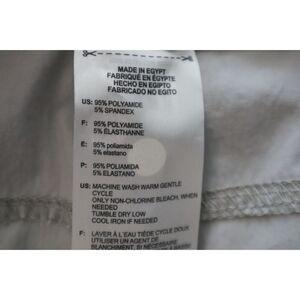 MADE IN EGYPT
FABRIQUÉ EN ÉGYPTE
HECHO EN EGIPTO
FABRICADO NO EGITO
US: 95% POLYAMIDE
5% SPANDEX
F: 95% POLYAMIDE
5% ÉLASTHANNE
E: 95% poliamida
5% elastano
P: 95% POLIAMIDA
5% ELASTANO
US: MACHINE WASH WARM GENTLE
CYCLE
ONLY NON-CHLORINE BLEACH, WHEN
NEEDED
TUMBLE DRY LOW
COOL IRON IF NEEDED
F: LAVER À L'EAU TIÈDE CYCLE DOUX
UTILISER UN AGENT DE
BLANCHIMENT, SI NÉCESSAIRE